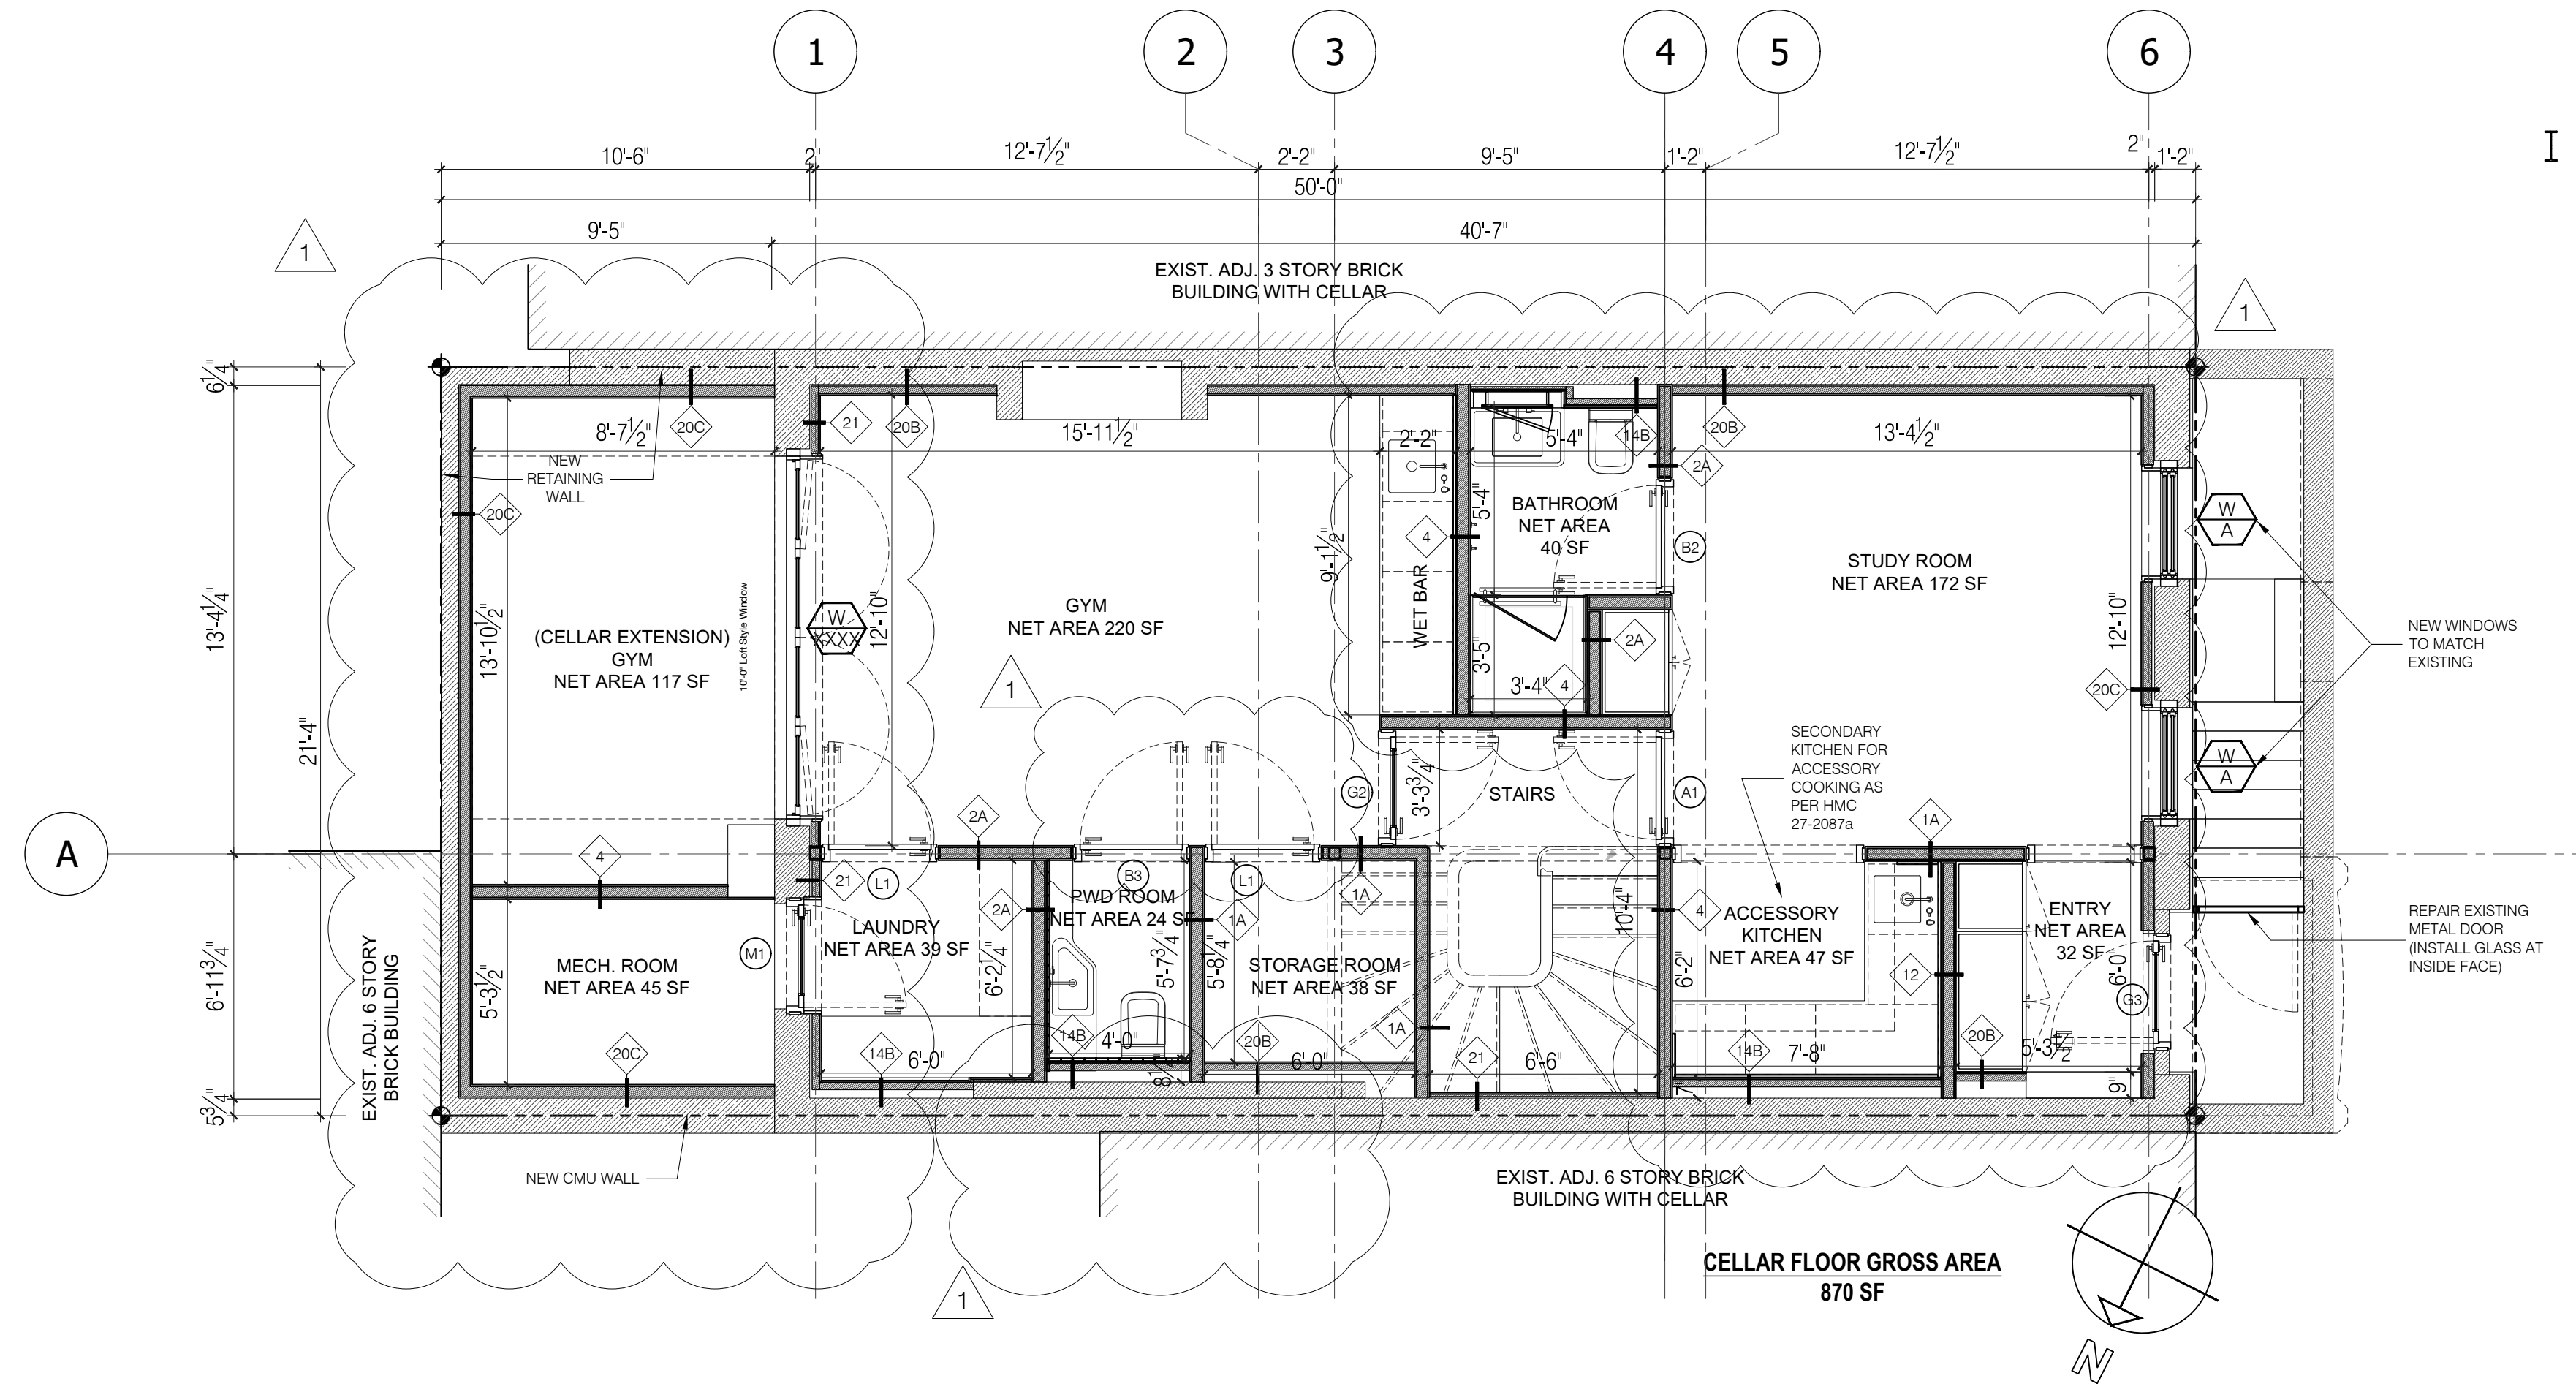 1
2
3
4
5
6
I
10'-6"
2"
12'-7½"
2'-2"
9'-5"
1'-2"
12'-7½"
2"
1'-2"
50'-0"
9'-5"
40'-7"
1
EXIST. ADJ. 3 STORY BRICK
BUILDING WITH CELLAR
1
6¼"
13'-4¼"
21'-4"
6'-11¾"
5¾"
A
20C
21
20B
8'-7½"
15'-11½"
2'-2"
5'-4"
14B
20B
13'-4½"
2A
NEW
RETAINING
WALL
20C
13'-10½"
(CELLAR EXTENSION)
GYM
NET AREA 117 SF
10'-0" Loft Style Window
W
XXXX
12'-10"
GYM
NET AREA 220 SF
1
9'-1½"
4
WET BAR
5'-4"
BATHROOM
NET AREA
40 SF
B2
2A
3'-5"
3'-4"
4
STUDY ROOM
NET AREA 172 SF
12'-10"
20C
W
A
W
A
NEW WINDOWS
TO MATCH
EXISTING
SECONDARY
KITCHEN FOR
ACCESSORY
COOKING AS
PER HMC
27-2087a
G2
3'-3¾"
STAIRS
A1
2A
1A
4
21
L1
B3
L1
1A
2A
1A
4
LAUNDRY
NET AREA 39 SF
PWD ROOM
NET AREA 24 SF
STORAGE ROOM
NET AREA 38 SF
10'-4"
ACCESSORY
KITCHEN
NET AREA 47 SF
ENTRY
NET AREA
32 SF
REPAIR EXISTING
METAL DOOR
(INSTALL GLASS AT
INSIDE FACE)
EXIST. ADJ. 6 STORY
BRICK BUILDING
M1
MECH. ROOM
NET AREA 45 SF
5'-3½"
6'-2¼"
5'-7¾"
5'-8¼"
6'-2"
12
6'-0"
G3
20C
14B
6'-0"
14B
4'-0"
8¼"
20B
6'-0"
1A
21
6'-6"
7"
14B
7'-8"
20B
5'-3½"
9"
NEW CMU WALL
EXIST. ADJ. 6 STORY BRICK
BUILDING WITH CELLAR
1
CELLAR FLOOR GROSS AREA
870 SF
N